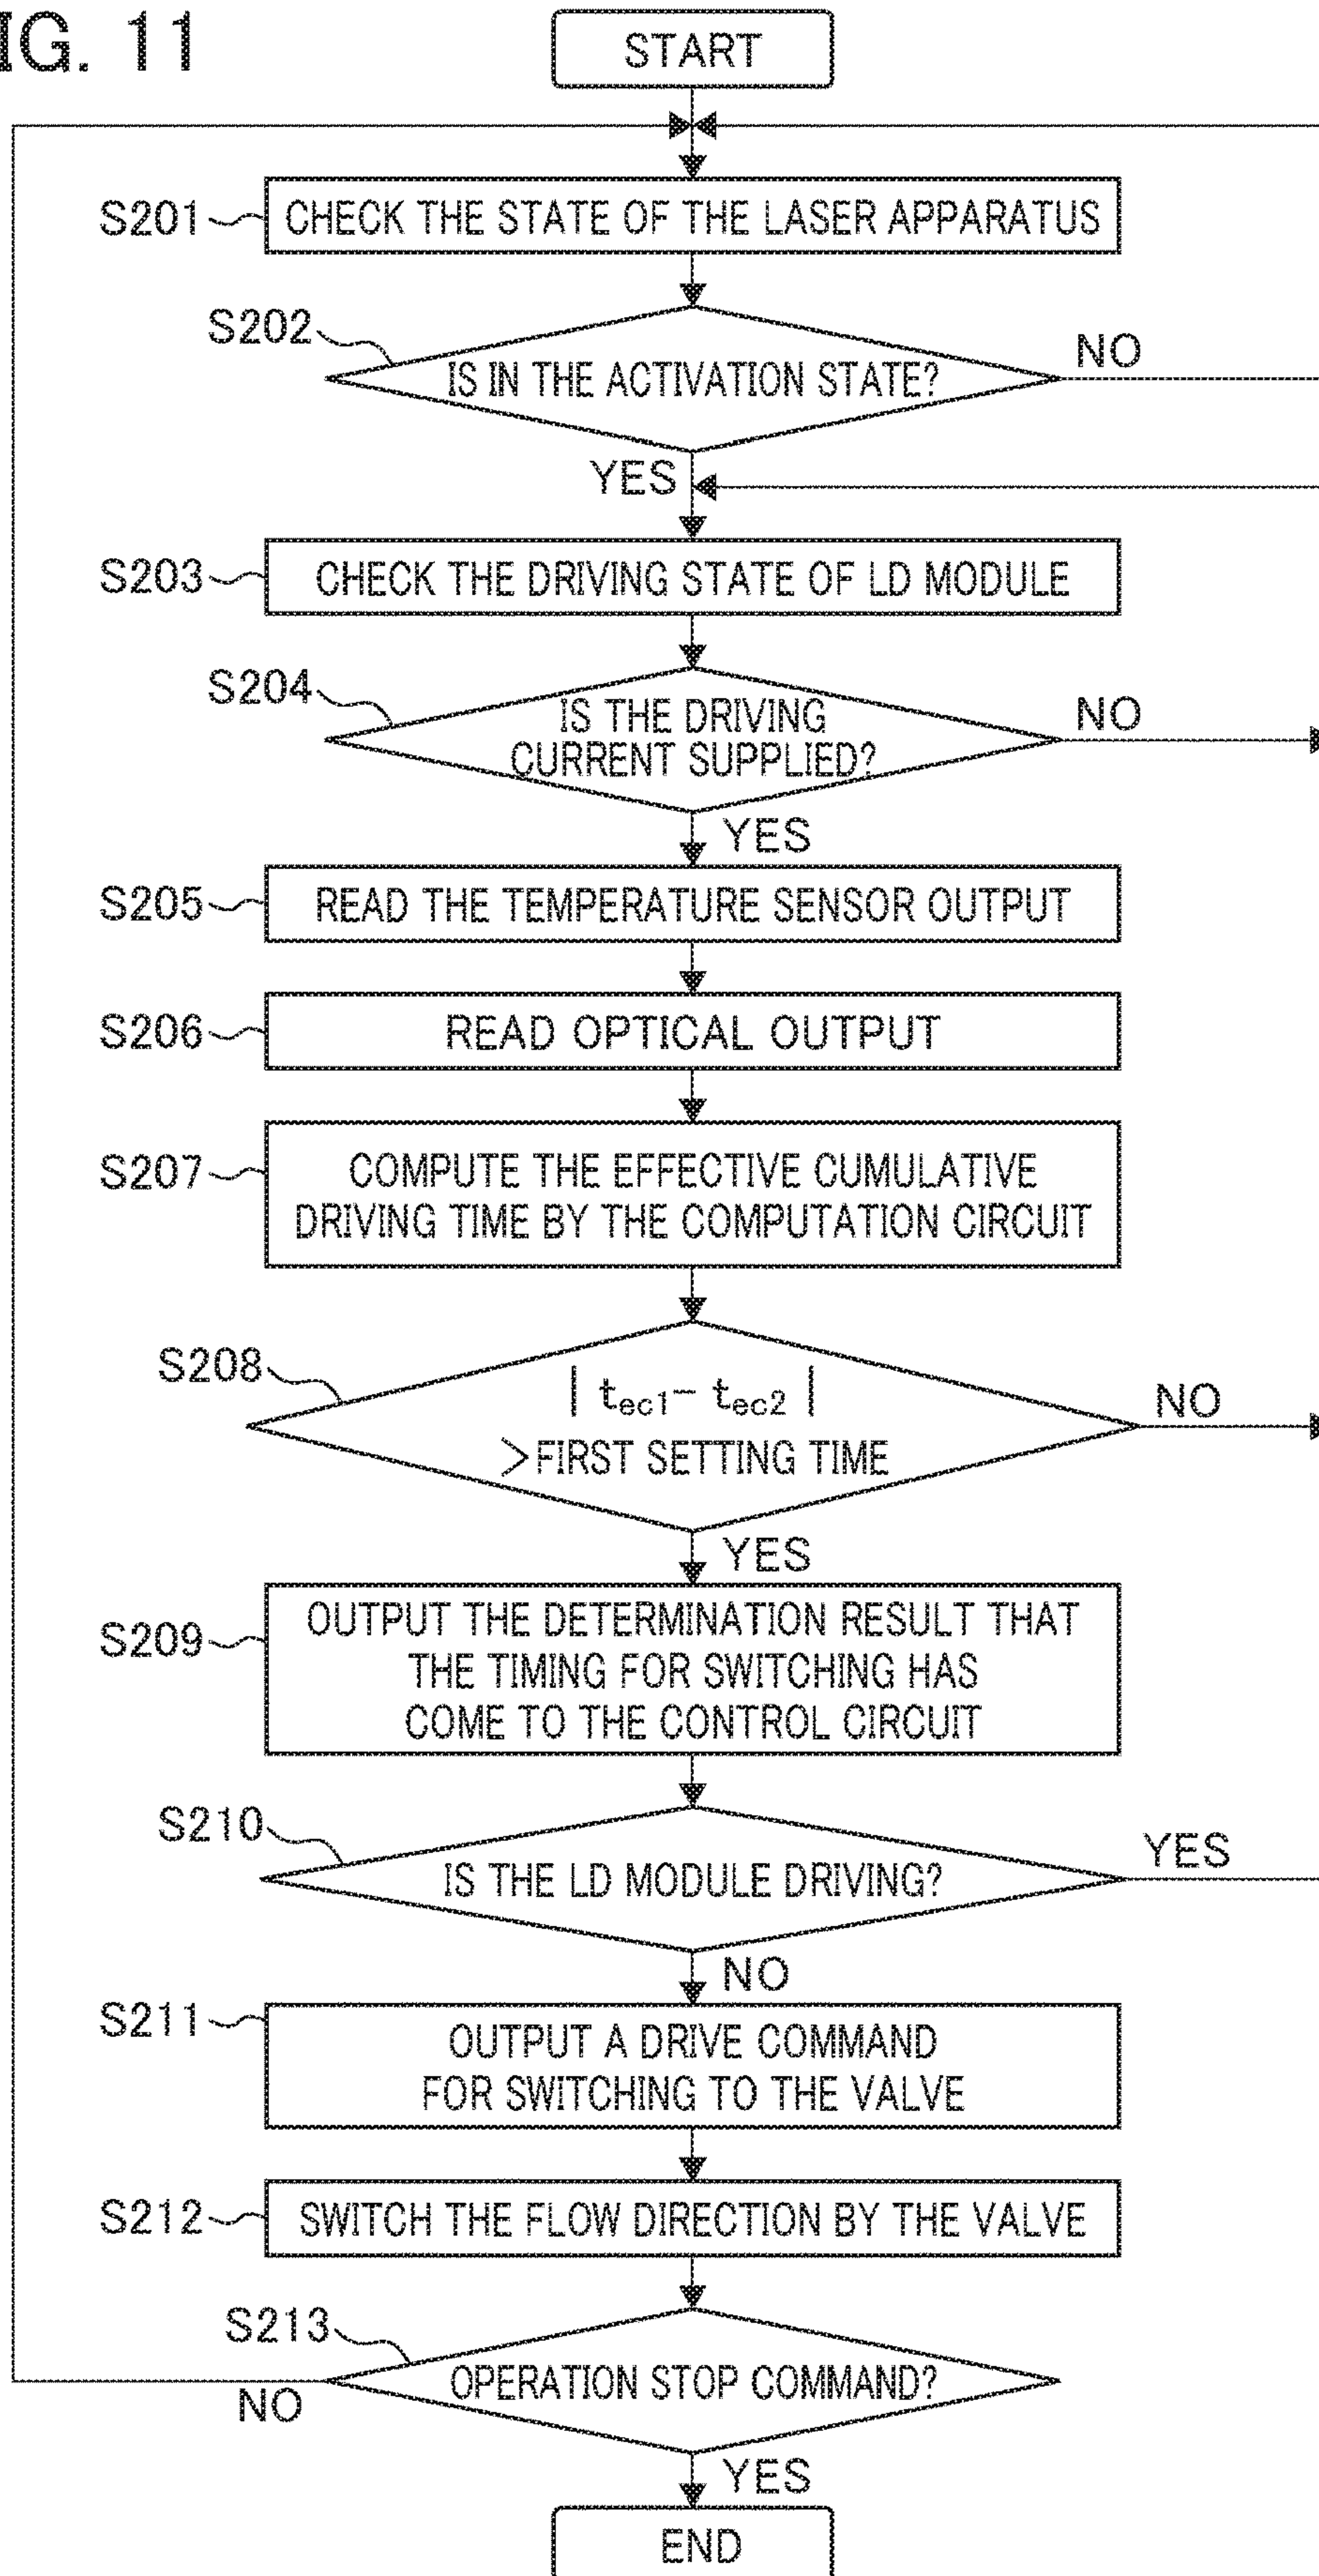 IG. 11
START
S201
CHECK THE STATE OF THE LASER APPARATUS
S202
IS IN THE ACTIVATION STATE?
NO
YES
S203
CHECK THE DRIVING STATE OF LD MODULE
S204
IS THE DRIVING
CURRENT SUPPLIED?
NO
YES
S205
READ THE TEMPERATURE SENSOR OUTPUT
S206
READ OPTICAL OUTPUT
S207
COMPUTE THE EFFECTIVE CUMULATIVE
DRIVING TIME BY THE COMPUTATION CIRCUIT
S208
| tec1 - tec2 |
>FIRST SETTING TIME
NO
YES
S209
OUTPUT THE DETERMINATION RESULT THAT
THE TIMING FOR SWITCHING HAS
COME TO THE CONTROL CIRCUIT
S210
IS THE LD MODULE DRIVING?
YES
NO
S211
OUTPUT A DRIVE COMMAND
FOR SWITCHING TO THE VALVE
S212
SWITCH THE FLOW DIRECTION BY THE VALVE
S213
OPERATION STOP COMMAND?
NO
YES
END